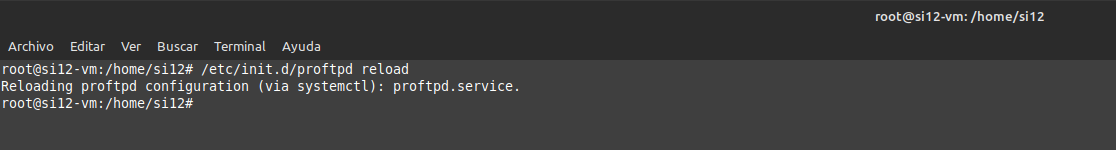 root@si12-vm: /home/si12
Archivo Editar Ver Buscar Terminal Ayuda
root@si12-vm:/home/si12# /etc/init.d/proftpd reload
Reloading proftpd configuration (via systemctl): proftpd.service.
root@si12-vm:/home/si12#